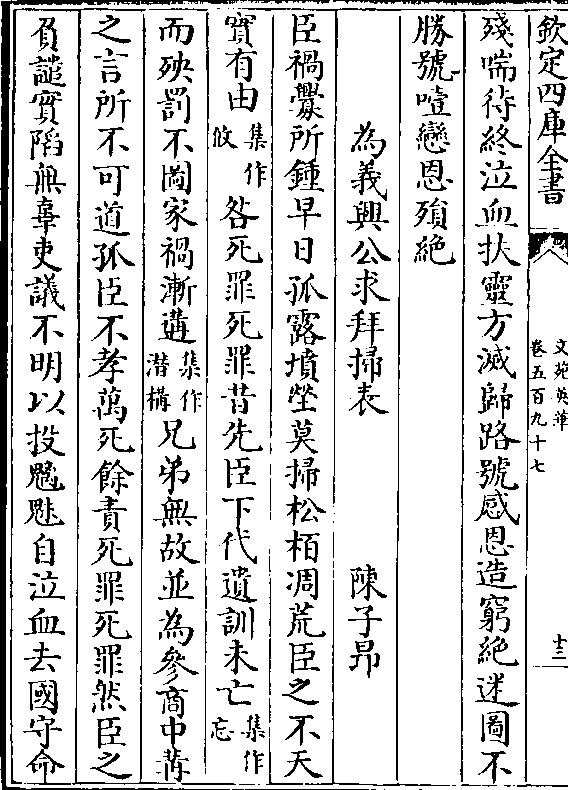 欽定四庫全書
文苑英華
卷五百九十七
十三
殘喘待終泣血扶靈方滅歸路號感恩造窮絶迷圖不
勝號噎戀恩殞絶
為義興公求拜掃表 陳子昂
臣禍釁所鍾早日孤露墳塋莫掃松栢凋荒臣之不天
寳有由集作攸咎死罪死罪昔先臣下代遺訓未亡集作忘
而殃罰不圖家禍漸遘集作潜構兄弟無故並為參商中冓
之言所不可道孤臣不孝萬死餘責死罪死罪然臣之
負譴實陷無辜吏議不明以投魑魅自泣血去國守命